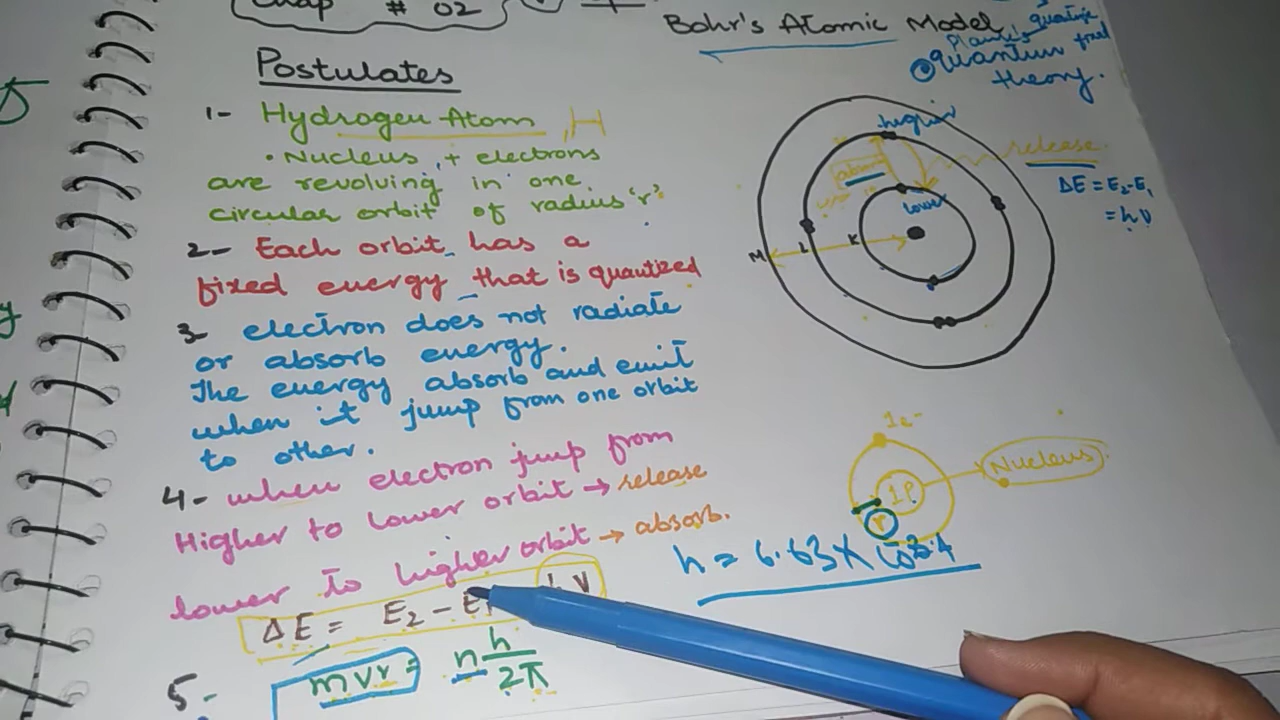 Chap # 02
Bohr's Atomic Model
Planck's quantize
quantum fixed
theory.
Postulates
1- Hydrogen Atom, H
• Nucleus, + electrons
are revolving in one
circular orbit of radius 'r'
2- Each orbit has a
fixed energy that is quantized
3- electron does not radiate
or absorb energy.
The energy absorb and emit
when it jump from one orbit
to other.
4- when electron jump from
Higher to lower orbit → release
lower to higher orbit → absorb.
ΔE = E2 - E1
5- mvr = nh/2π
higher
release
ΔE = E2-E1
= hν
absorb
lower
M L K
1e-
1P
Nucleus
r
h = 6.63 X 10-34